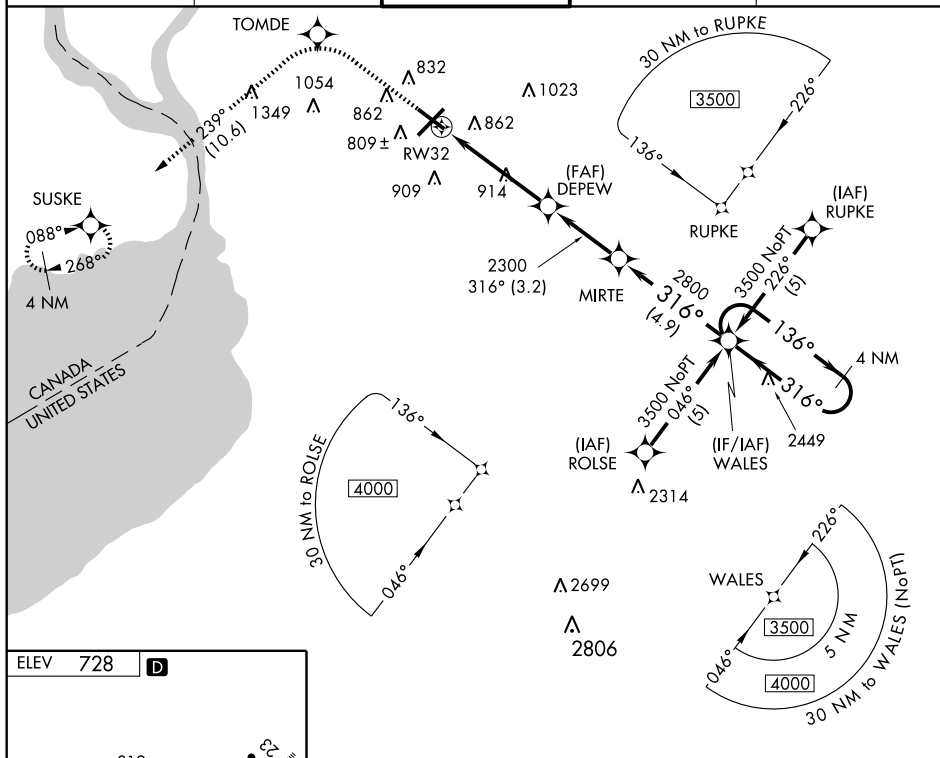 TOMDE
832
1054
1349
862
1023
862
809 ±
RW32
909
914
239°
(10.6)
(FAF)
DEPEW
30 NM to RUPKE
3500
226°
136°
RUPKE
(IAF)
RUPKE
SUSKE
088°
268°
4 NM
2300
316° (3.2)
MIRTE
2800
316°
(4.9)
3500 NoPT
226°
(5)
136°
4 NM
316°
2449
3500 NoPT
046°
(5)
(IAF)
ROLSE
2314
(IF/IAF)
WALES
CANADA
UNITED STATES
30 NM to ROLSE
136°
4000
046°
2699
2806
WALES
226°
3500
5 NM
046°
4000
30 NM to WALES (NoPT)
ELEV 728 D
23